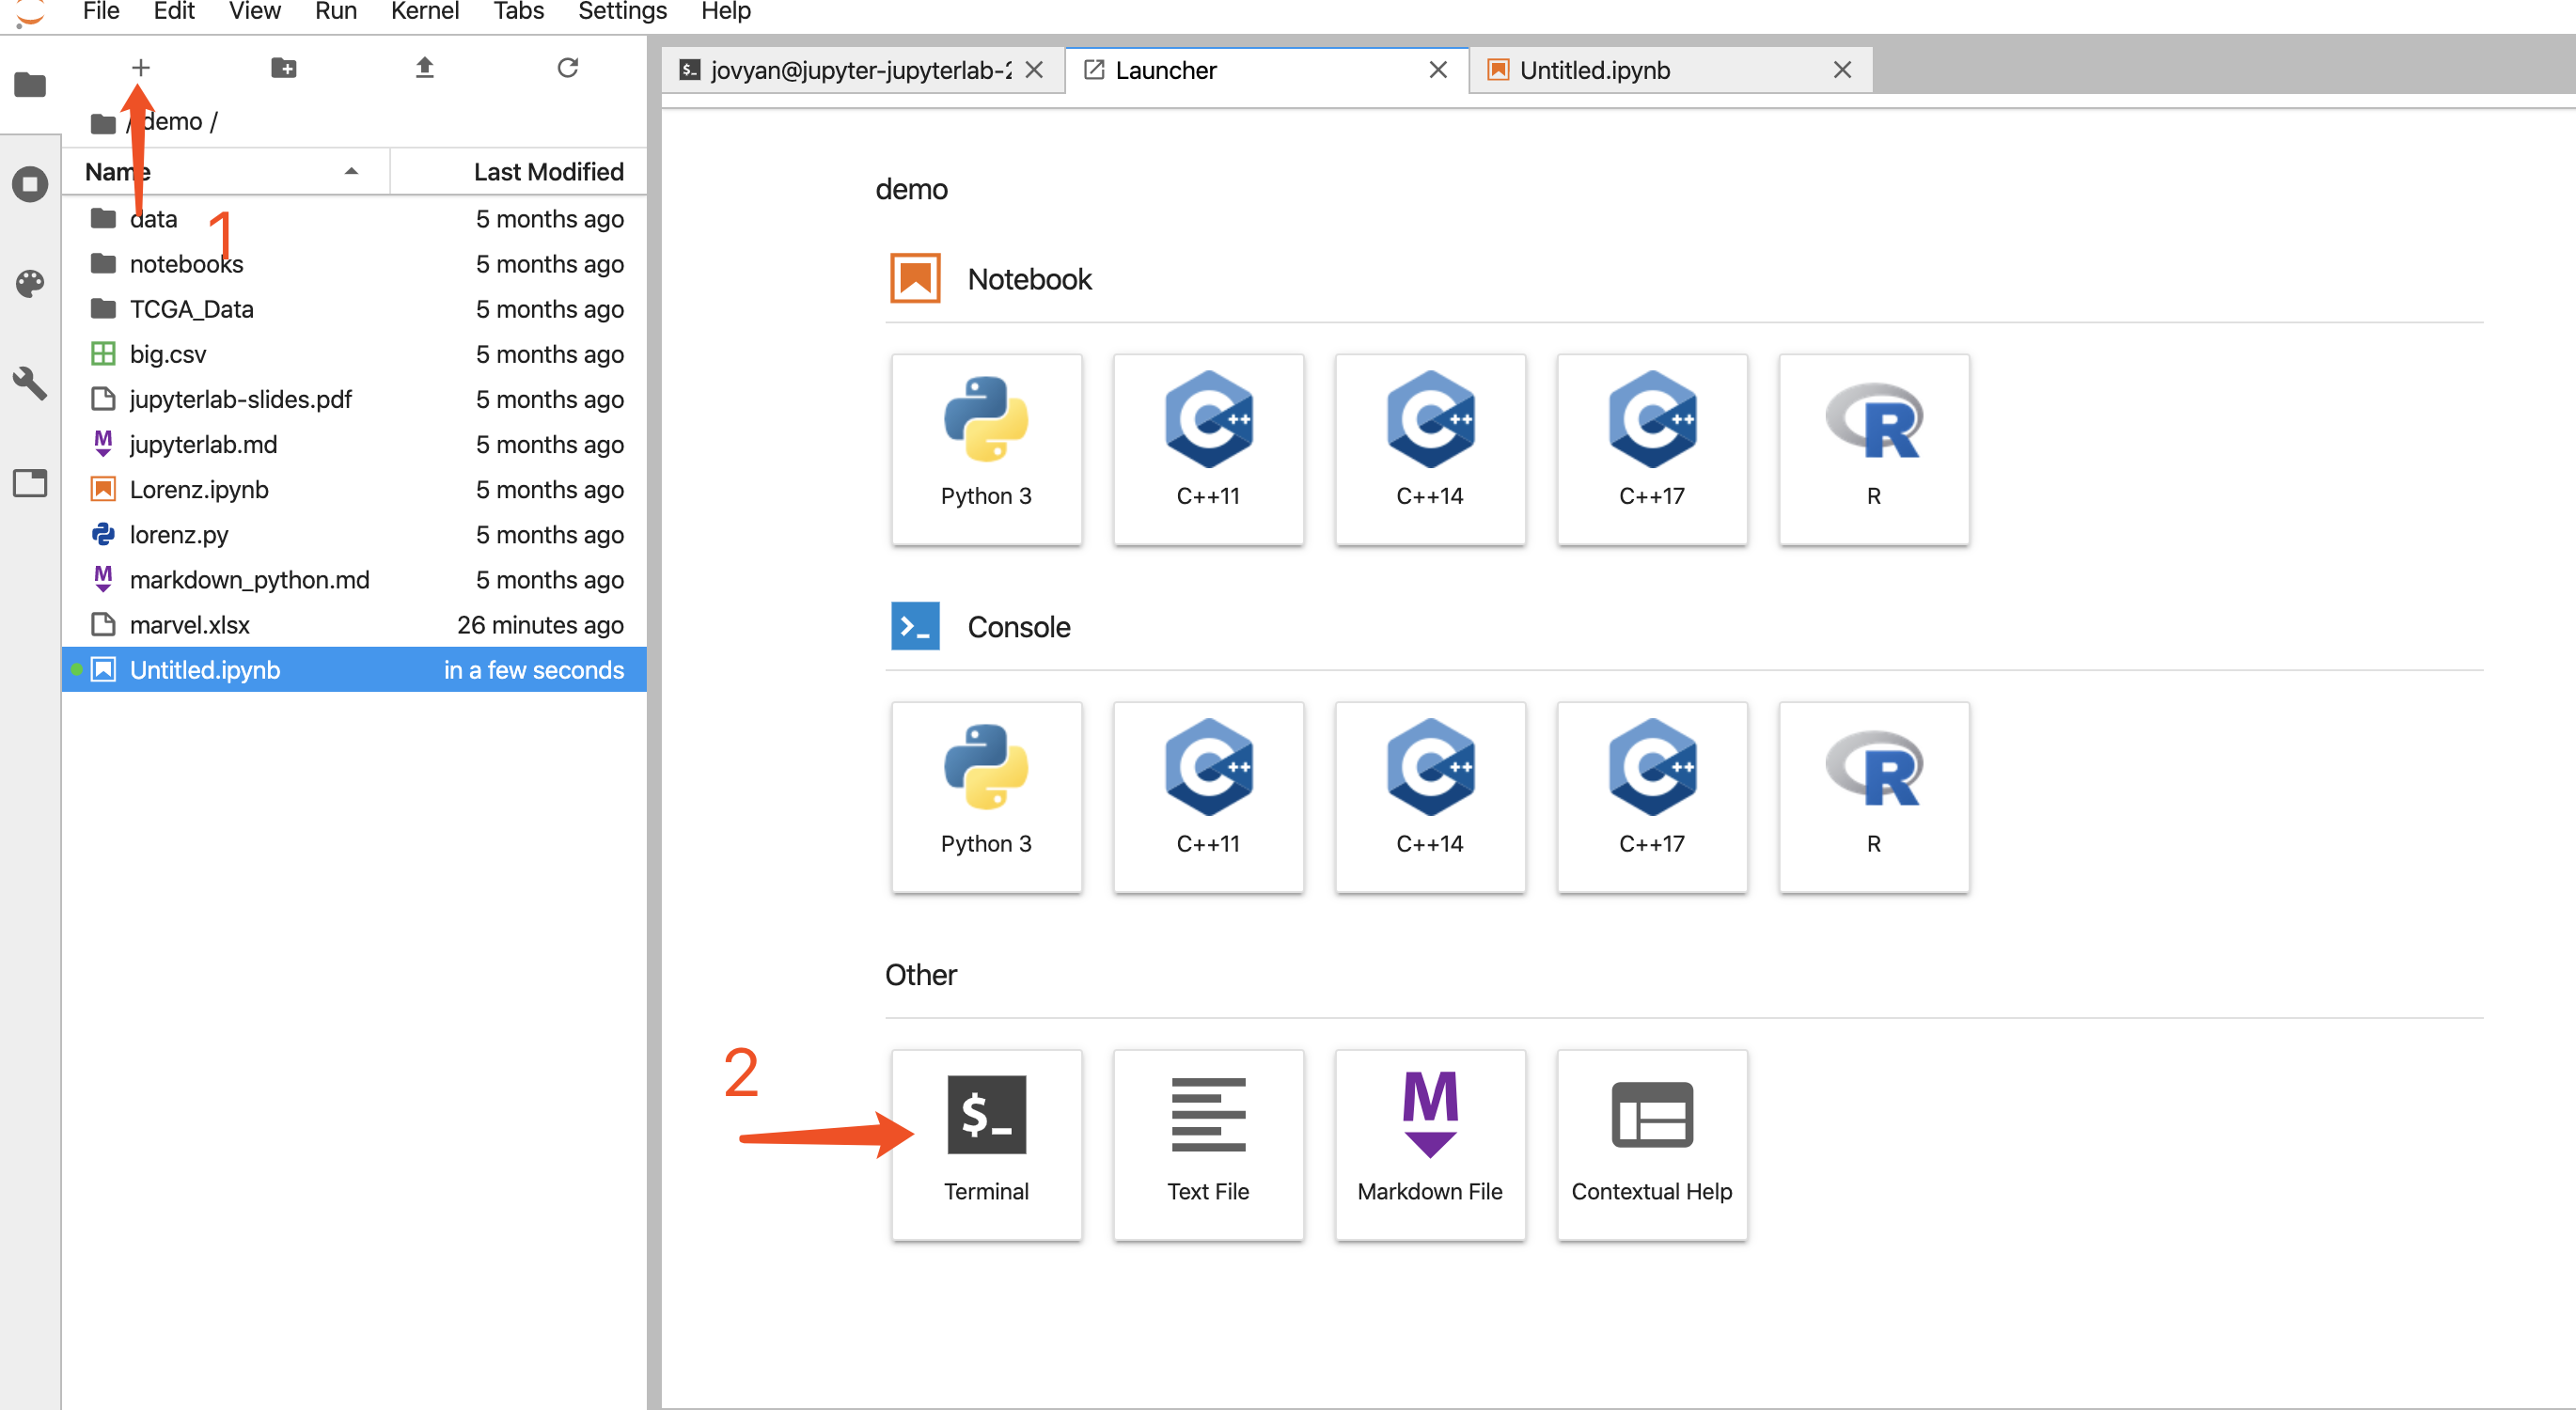 File Edit View Run Kernel Tabs Settings Help
jovyan@jupyter-jupyterlab-2 Launcher Untitled.ipynb
/ demo /
Name Last Modified
1
data 5 months ago
notebooks 5 months ago
TCGA_Data 5 months ago
big.csv 5 months ago
jupyterlab-slides.pdf 5 months ago
jupyterlab.md 5 months ago
Lorenz.ipynb 5 months ago
lorenz.py 5 months ago
markdown_python.md 5 months ago
marvel.xlsx 26 minutes ago
Untitled.ipynb in a few seconds
demo
Notebook
Python 3 C++11 C++14 C++17 R
Console
Python 3 C++11 C++14 C++17 R
Other
2
$_
M
Terminal Text File Markdown File Contextual Help